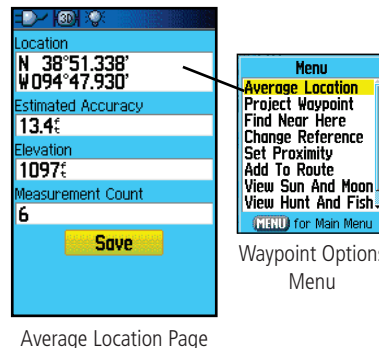 3D
Location
N 38°51.338'
W094°47.930'
Estimated Accuracy
13.4ft
Elevation
1097ft
Measurement Count
6
Save
Average Location Page
Menu
Average Location
Project Waypoint
Find Near Here
Change Reference
Set Proximity
Add To Route
View Sun And Moon
View Hunt And Fish
MENU for Main Menu
Waypoint Options
Menu